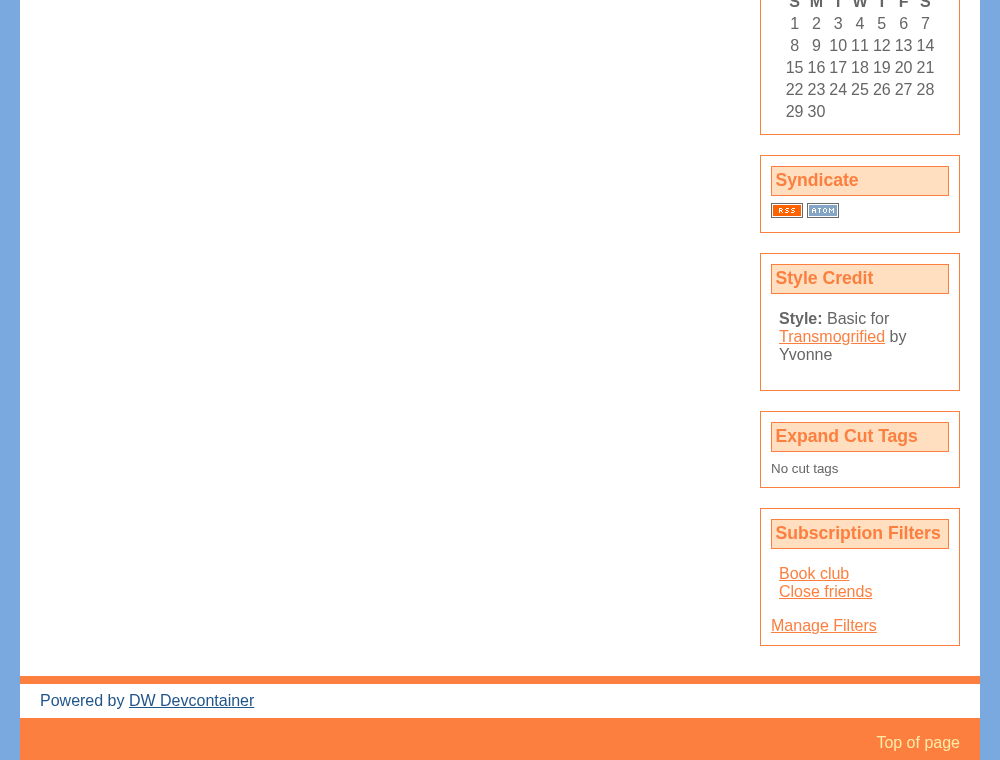 S M T W T F S
1 2 3 4 5 6 7
8 9 10 11 12 13 14
15 16 17 18 19 20 21
22 23 24 25 26 27 28
29 30
Syndicate
RSS ATOM
Style Credit
Style: Basic for
Transmogrified by
Yvonne
Expand Cut Tags
No cut tags
Subscription Filters
Book club
Close friends
Manage Filters
Powered by DW Devcontainer
Top of page